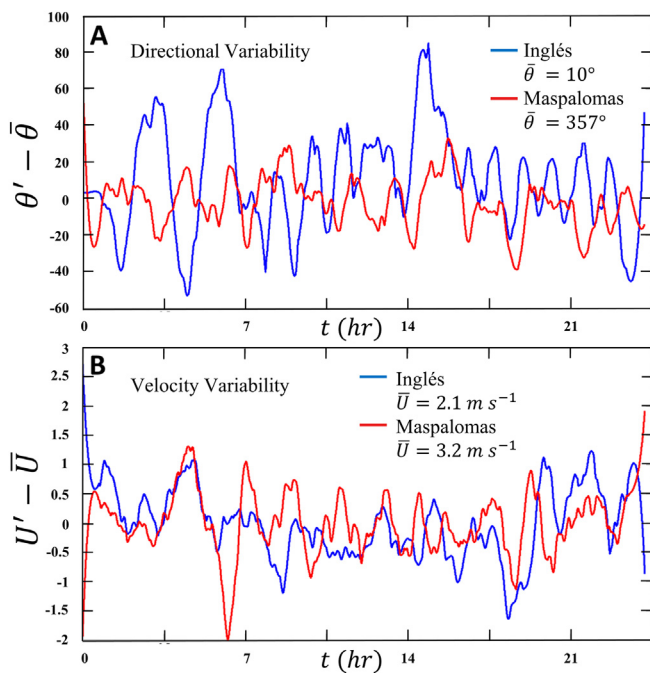 A
Directional Variability
Inglés
θ̄ = 10°
Maspalomas
θ̄ = 357°
θ′ − θ̄
100
80
60
40
20
0
-20
-40
-60
0
7
14
21
t (hr)
B
Velocity Variability
Inglés
U̅ = 2.1 m s⁻¹
Maspalomas
U̅ = 3.2 m s⁻¹
U′ − U̅
3
2.5
2
1.5
1
0.5
0
-0.5
-1
-1.5
-2
0
7
14
21
t (hr)